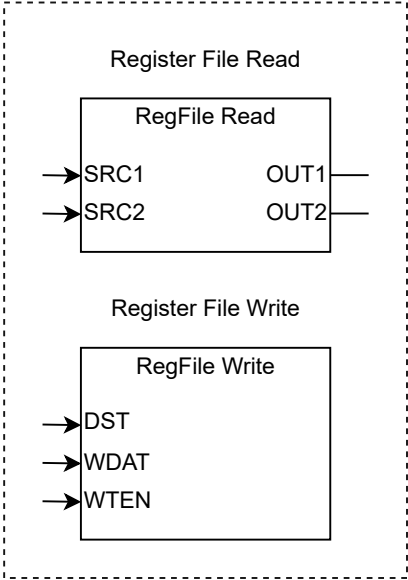 Register File Read
RegFile Read
SRC1 OUT1
SRC2 OUT2
Register File Write
RegFile Write
DST
WDAT
WTEN